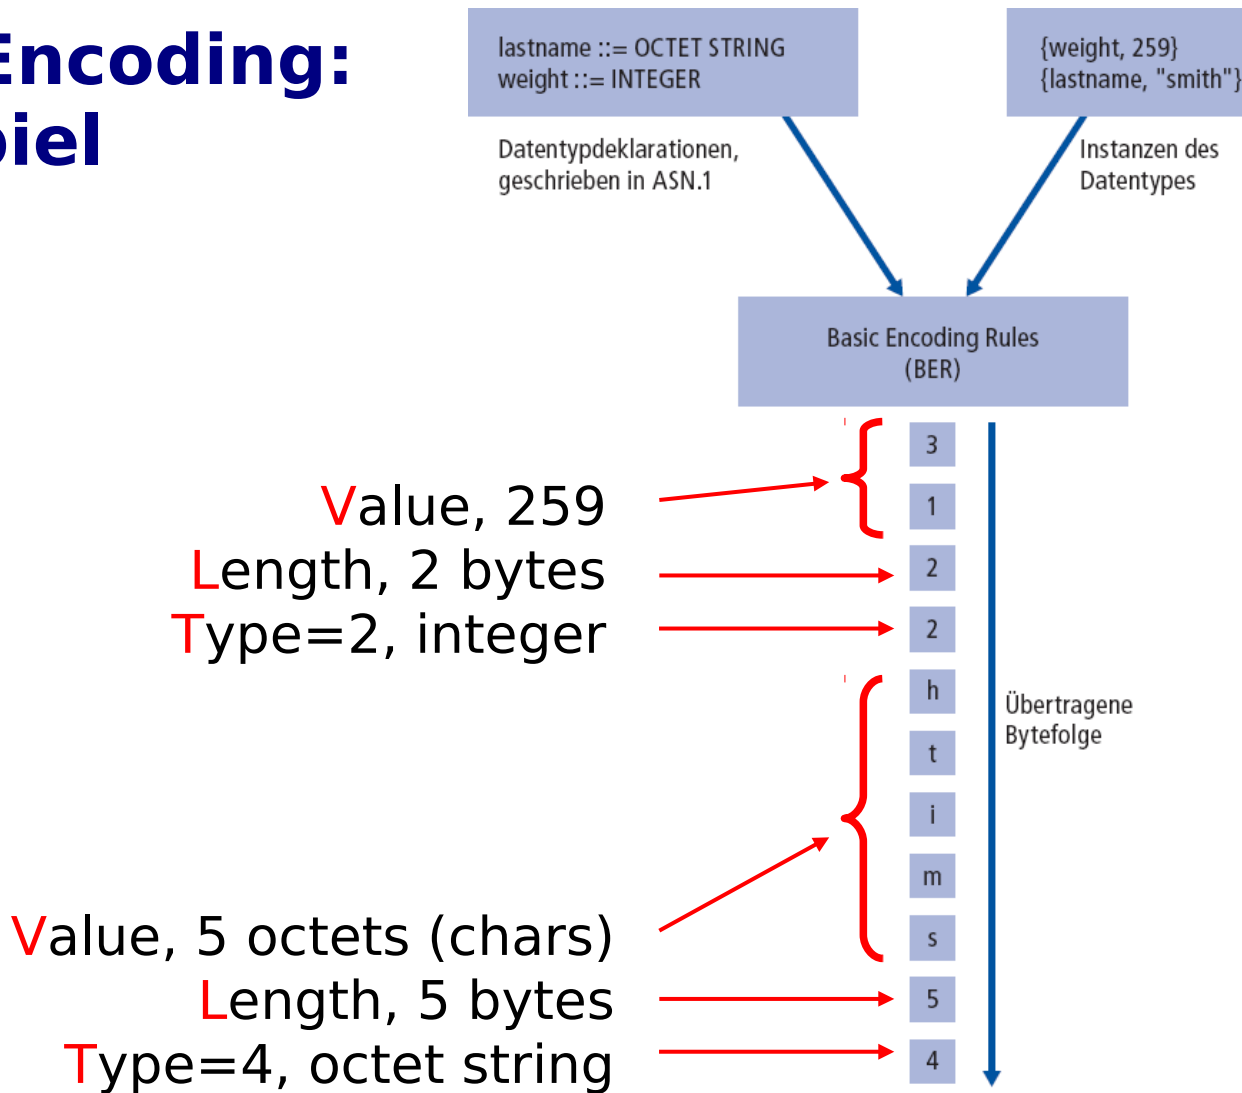 Encoding:
piel
lastname ::= OCTET STRING
weight ::= INTEGER
{weight, 259}
{lastname, "smith"}
Datentypdeklarationen,
geschrieben in ASN.1
Instanzen des
Datentypes
Basic Encoding Rules
(BER)
3
1
2
2
h
t
i
m
s
5
4
Value, 259
Length, 2 bytes
Type=2, integer
Übertragene
Bytefolge
Value, 5 octets (chars)
Length, 5 bytes
Type=4, octet string